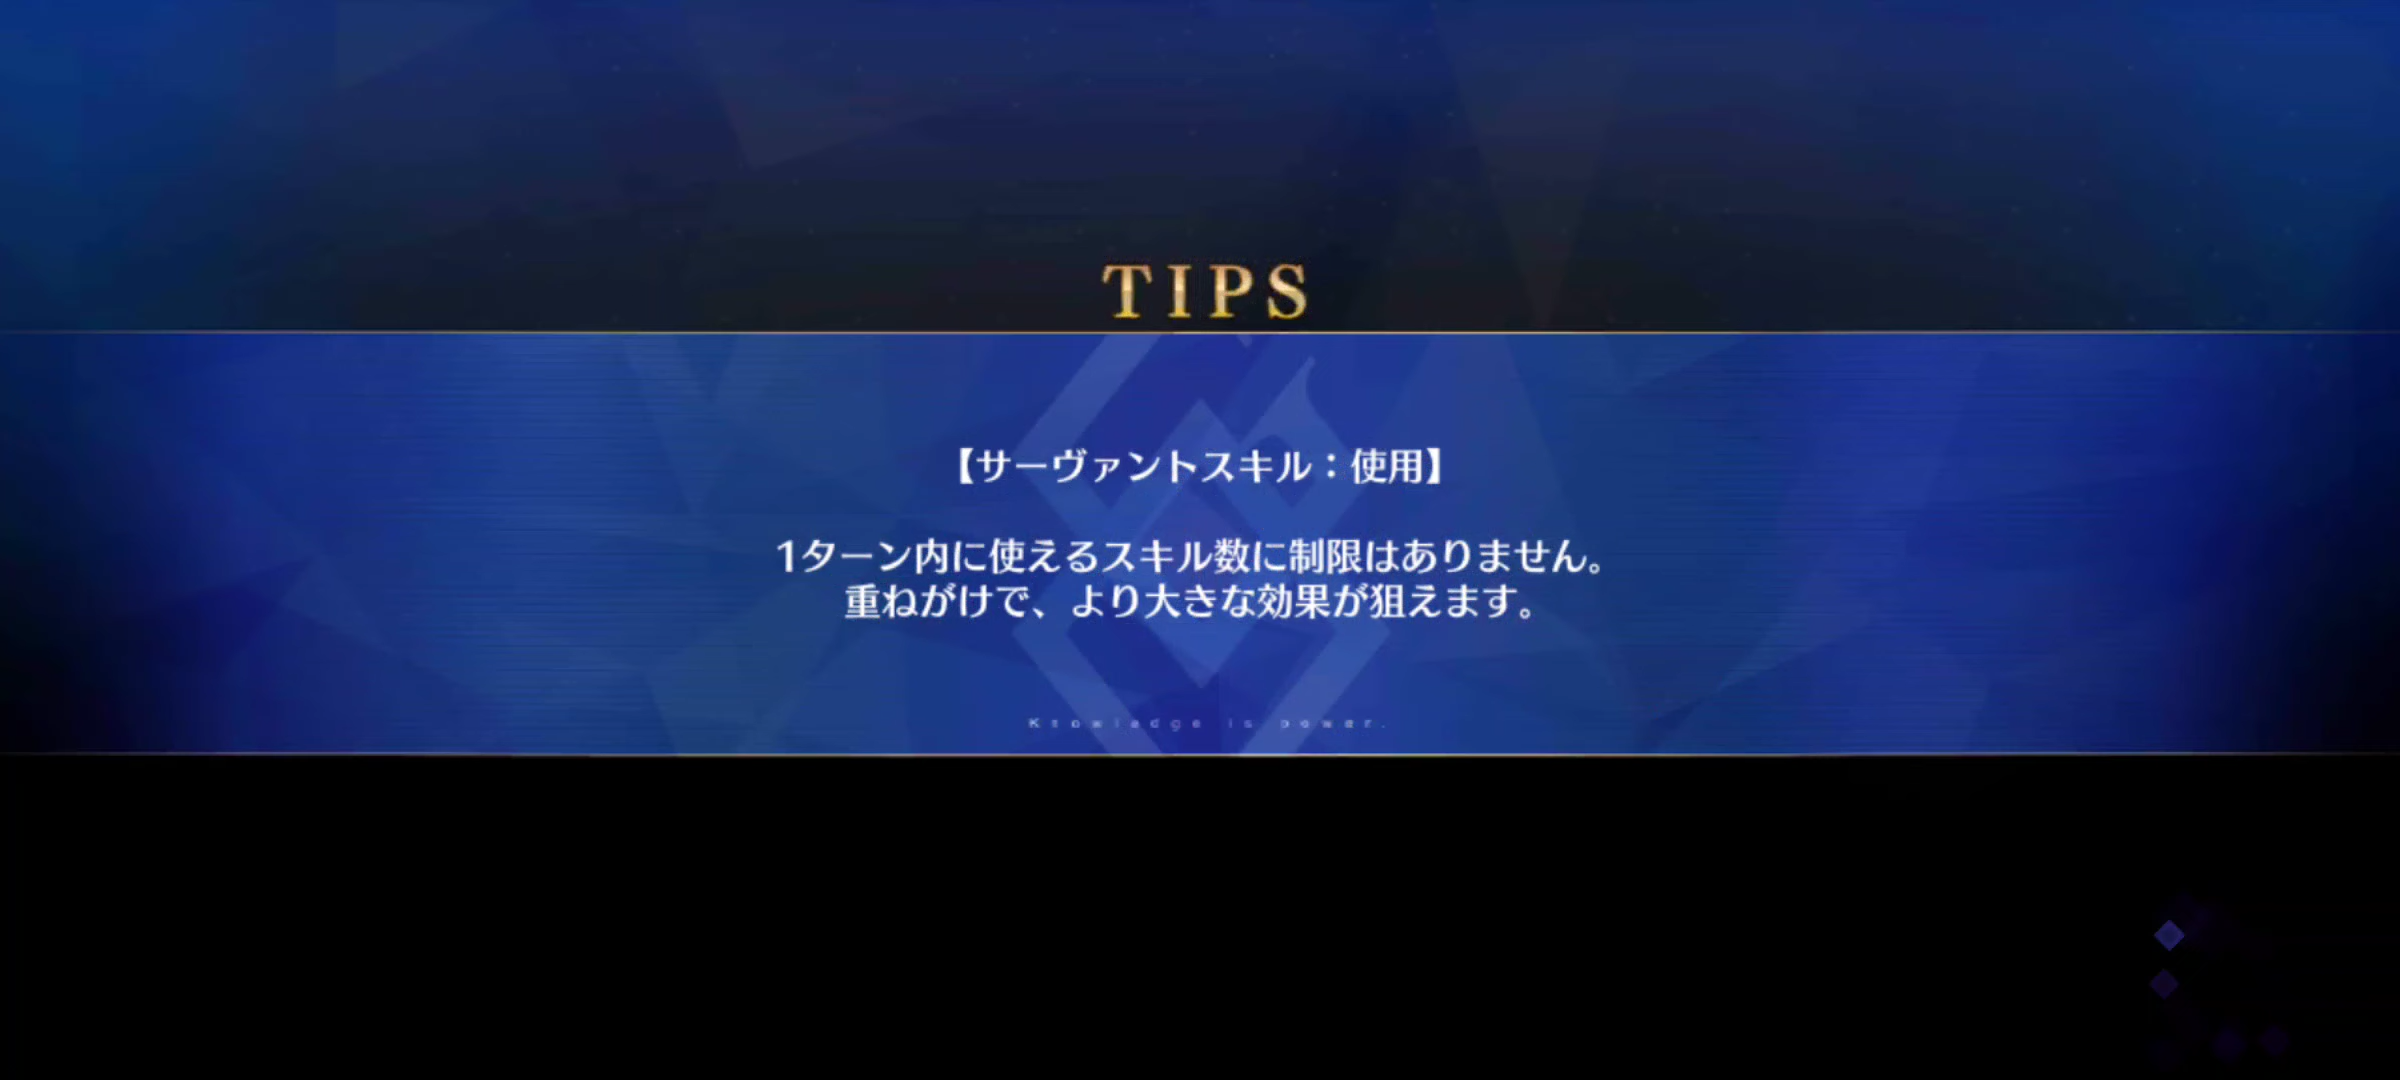 TIPS
【サーヴァントスキル：使用】
1ターン内に使えるスキル数に制限はありません。
重ねがけで、より大きな効果が狙えます。
Knowledge is power.